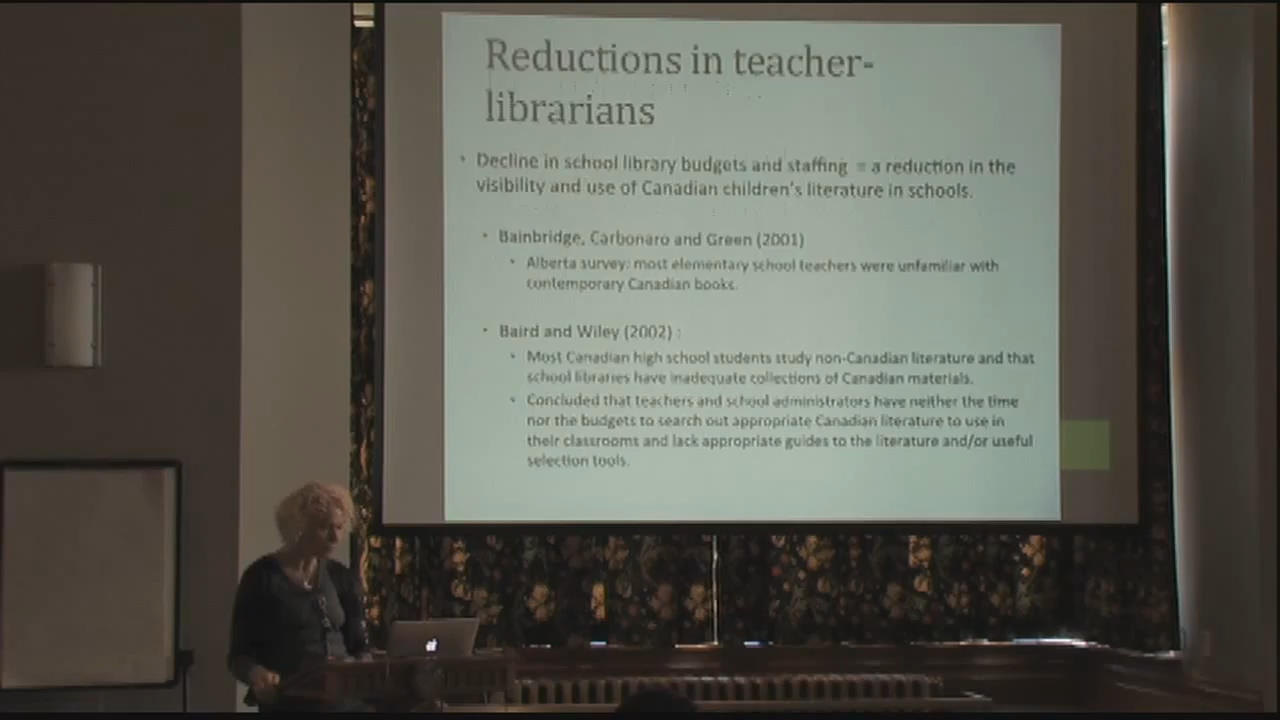 Reductions in teacher-
librarians
Decline in school library budgets and staffing = a reduction in the
visibility and use of Canadian children's literature in schools.
Bainbridge, Carbonaro and Green (2001)
Alberta survey: most elementary school teachers were unfamiliar with
contemporary Canadian books.
Baird and Wiley (2002) :
Most Canadian high school students study non-Canadian literature and that
school libraries have inadequate collections of Canadian materials.
Concluded that teachers and school administrators have neither the time
nor the budgets to search out appropriate Canadian literature to use in
their classrooms and lack appropriate guides to the literature and/or useful
selection tools.